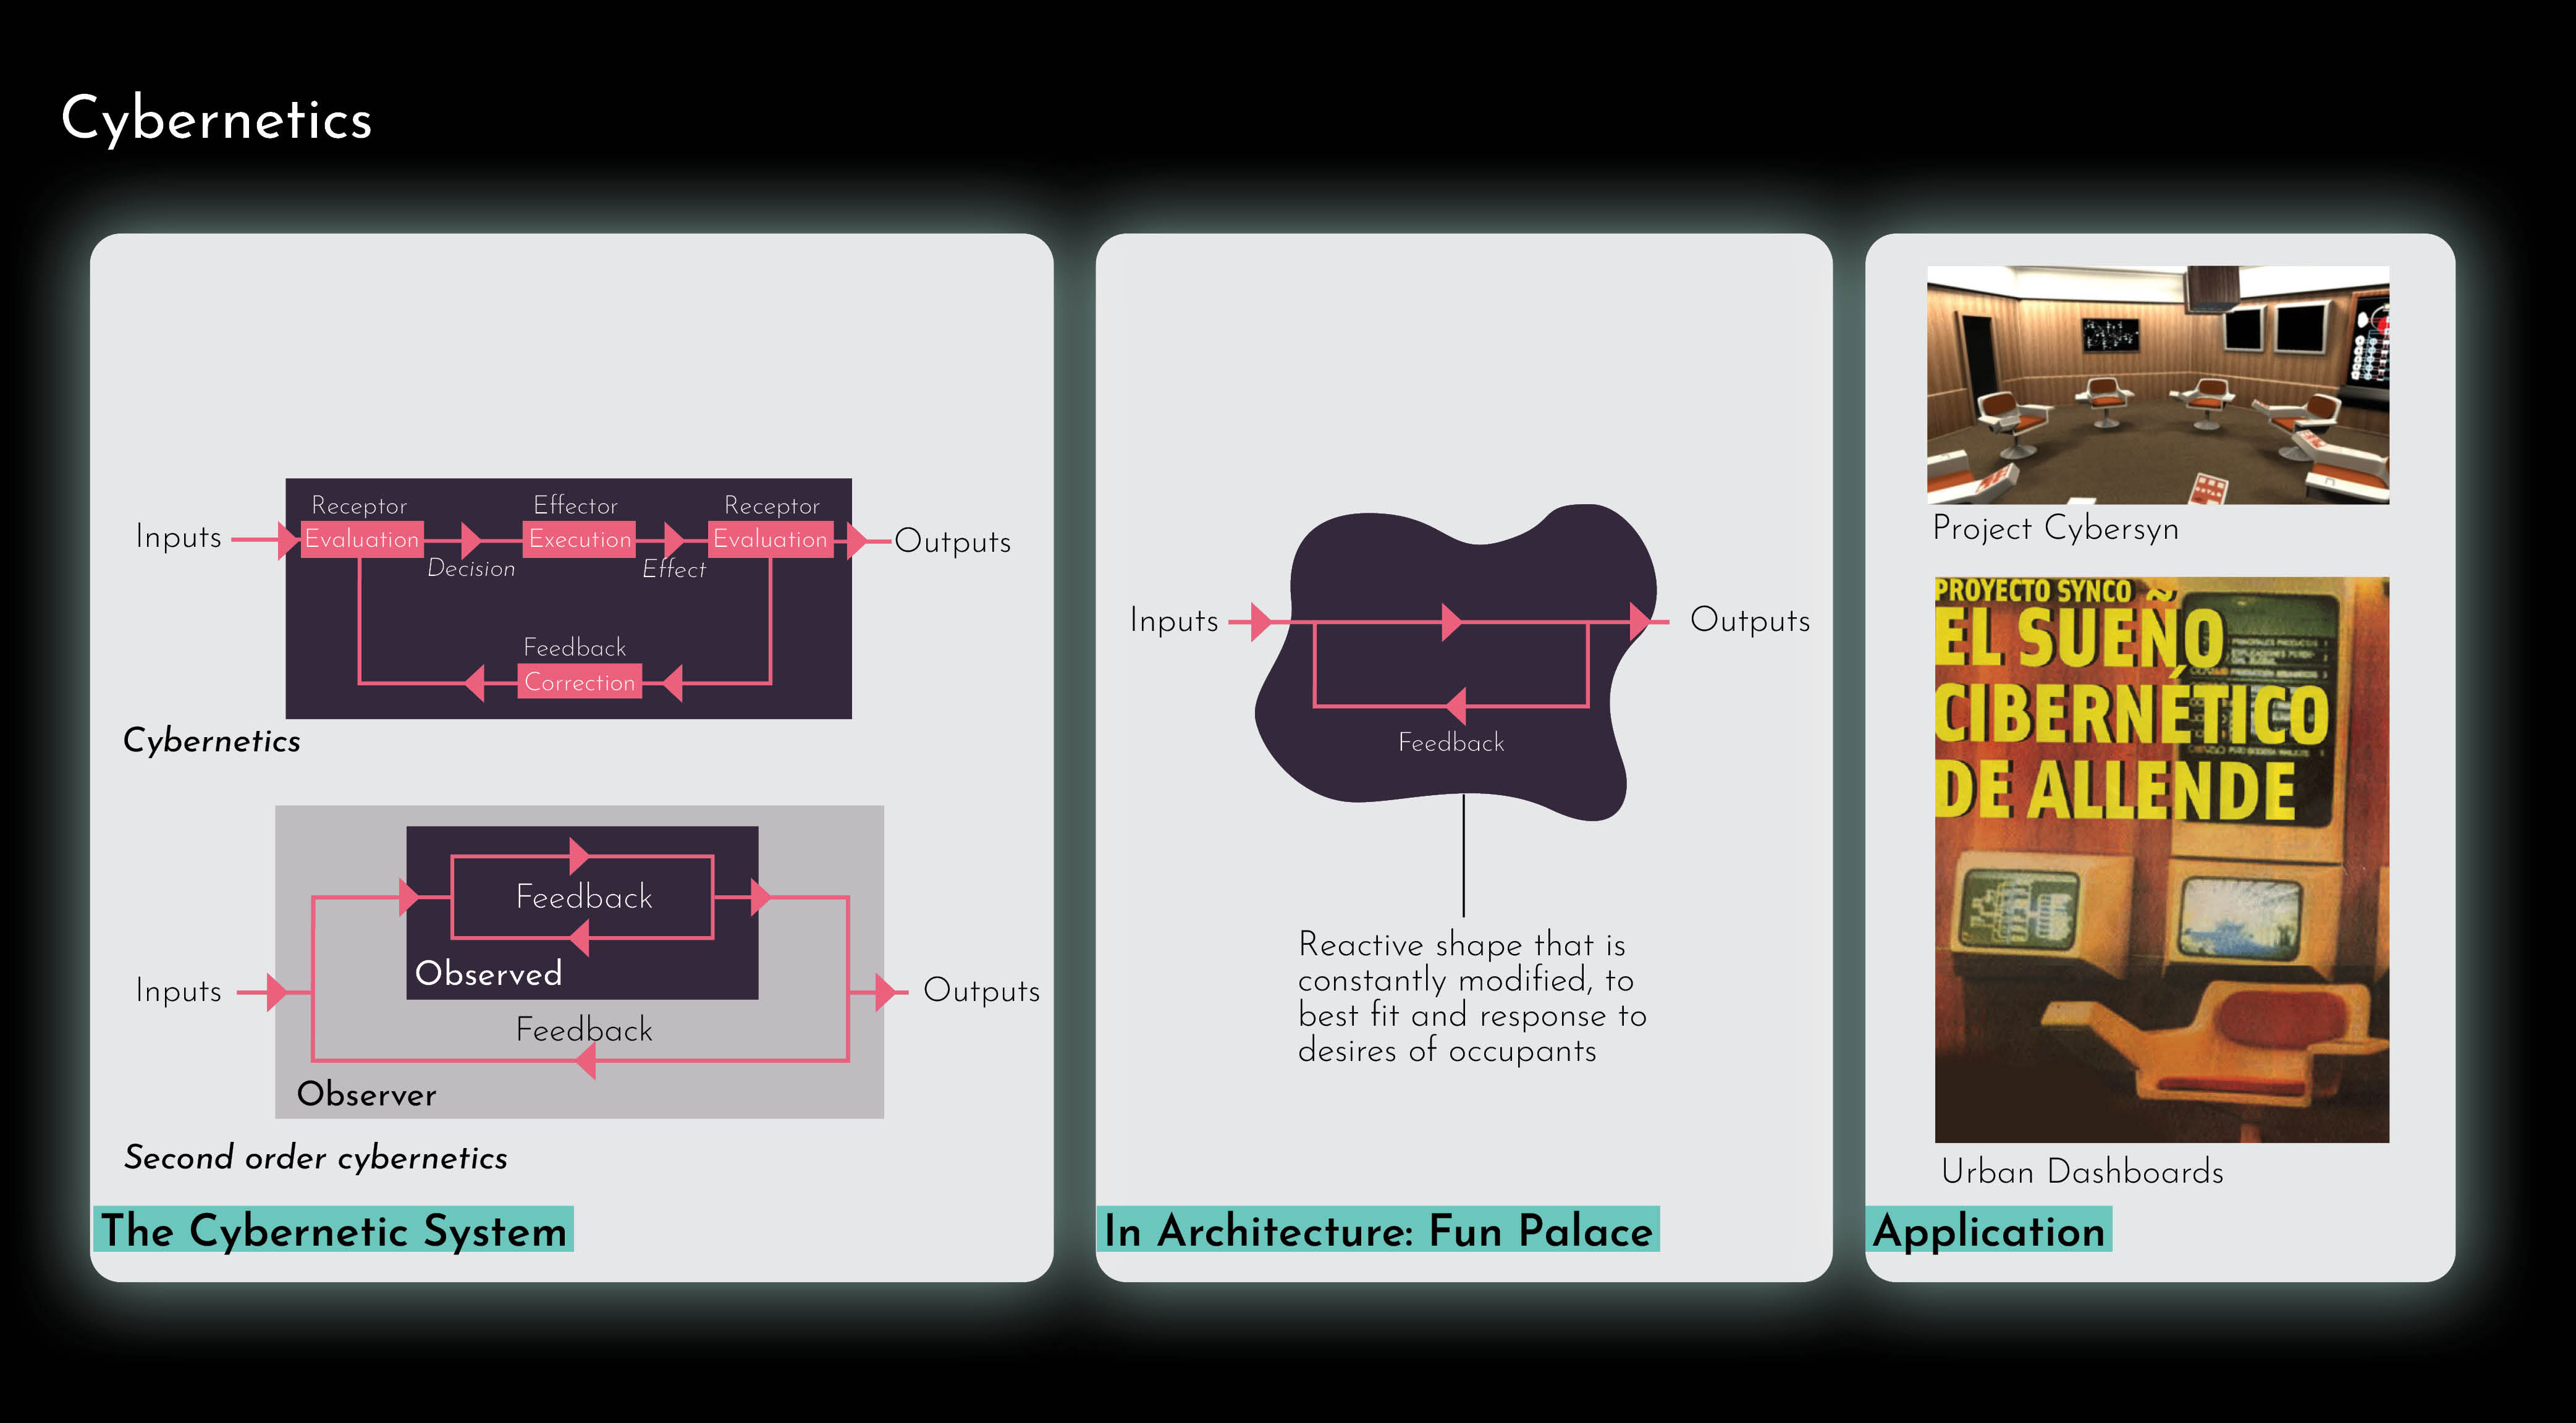 Cybernetics
Inputs
Receptor
Evaluation
Decision
Effector
Execution
Effect
Receptor
Evaluation
Outputs
Feedback
Correction
Cybernetics
Feedback
Observed
Inputs
Outputs
Feedback
Observer
Second order cybernetics
The Cybernetic System
Inputs
Outputs
Feedback
Reactive shape that is
constantly modified, to
best fit and response to
desires of occupants
In Architecture: Fun Palace
Project Cybersyn
PROYECTO SYNCO
EL SUEÑO
CIBERNÉTICO
DE ALLENDE
Urban Dashboards
Application